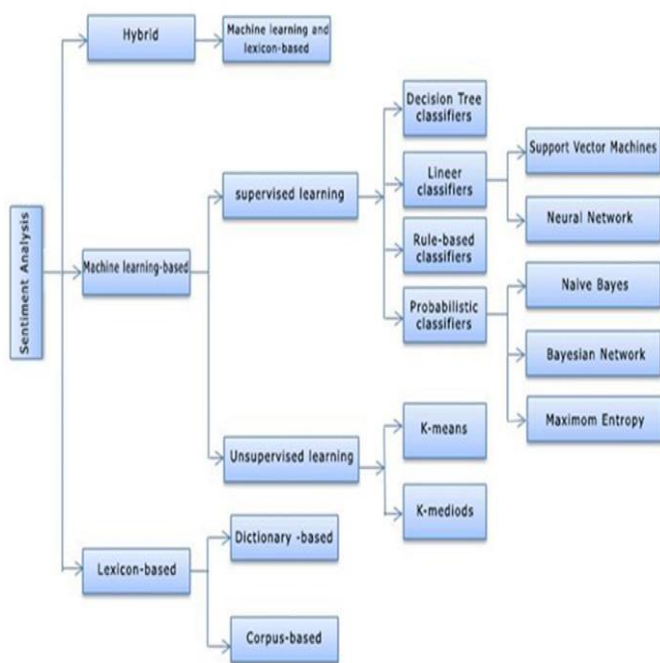 Sentiment Analysis
Hybrid
Machine learning and
lexicon-based
Machine learning-based
supervised learning
Decision Tree
classifiers
Lineer
classifiers
Support Vector Machines
Neural Network
Rule-based
classifiers
Probabilistic
classifiers
Naive Bayes
Bayesian Network
Maximom Entropy
Unsupervised learning
K-means
K-mediods
Lexicon-based
Dictionary -based
Corpus-based